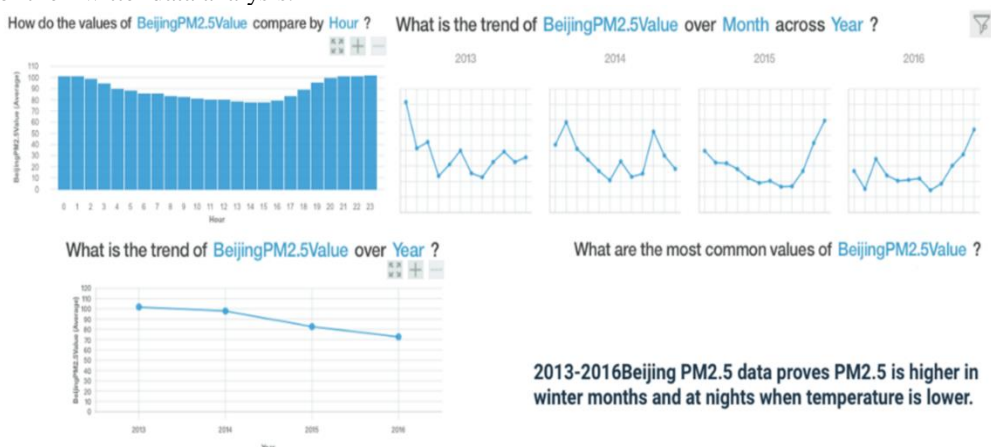 How do the values of BeijingPM2.5Value compare by Hour ?
What is the trend of BeijingPM2.5Value over Month across Year ?
2013 2014 2015 2016
BeijingPM2.5Value (Average)
110
100
90
80
70
60
50
40
30
20
10
0
0 1 2 3 4 5 6 7 8 9 10 11 12 13 14 15 16 17 18 19 20 21 22 23
Hour
What is the trend of BeijingPM2.5Value over Year ?
What are the most common values of BeijingPM2.5Value ?
BeijingPM2.5Value (Average)
120
110
100
90
80
70
60
50
40
30
20
10
0
2013 2014 2015 2016
2013-2016Beijing PM2.5 data proves PM2.5 is higher in
winter months and at nights when temperature is lower.